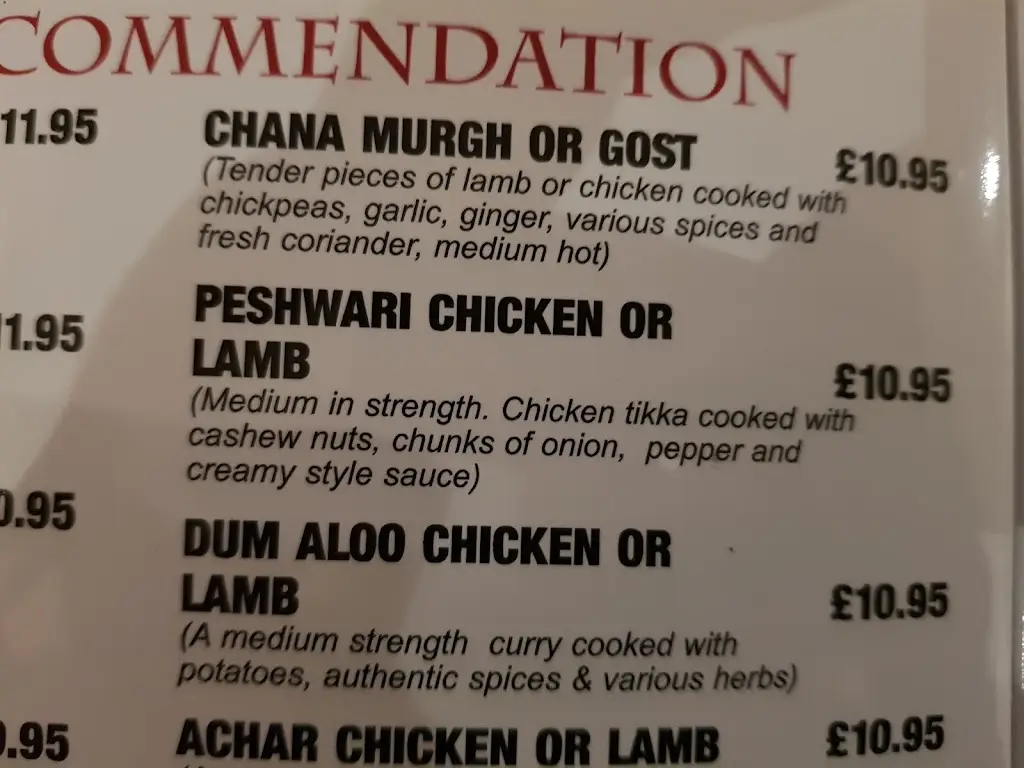 COMMENDATION
11.95
CHANA MURGH OR GOST
£10.95
(Tender pieces of lamb or chicken cooked with
chickpeas, garlic, ginger, various spices and
fresh coriander, medium hot)
1.95
PESHWARI CHICKEN OR
LAMB
£10.95
(Medium in strength. Chicken tikka cooked with
cashew nuts, chunks of onion, pepper and
creamy style sauce)
0.95
DUM ALOO CHICKEN OR
LAMB
£10.95
(A medium strength curry cooked with
potatoes, authentic spices & various herbs)
.95
ACHAR CHICKEN OR LAMB
£10.95